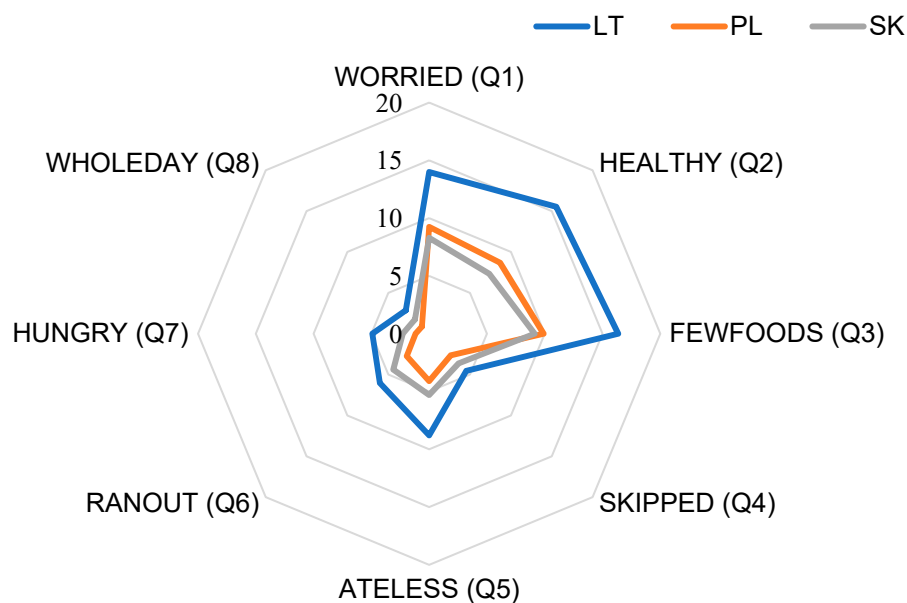 LT PL SK
WORRIED (Q1)
20
WHOLEDAY (Q8)
HEALTHY (Q2)
15
10
5
HUNGRY (Q7)
0
FEWFOODS (Q3)
RANOUT (Q6)
SKIPPED (Q4)
ATELESS (Q5)